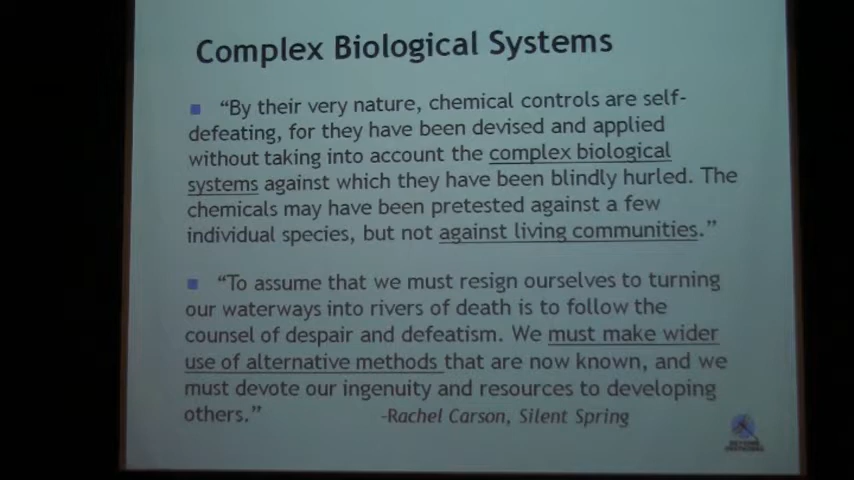 Complex Biological Systems
“By their very nature, chemical controls are self-
defeating, for they have been devised and applied
without taking into account the complex biological
systems against which they have been blindly hurled. The
chemicals may have been pretested against a few
individual species, but not against living communities.”
“To assume that we must resign ourselves to turning
our waterways into rivers of death is to follow the
counsel of despair and defeatism. We must make wider
use of alternative methods that are now known, and we
must devote our ingenuity and resources to developing
others.” -Rachel Carson, Silent Spring